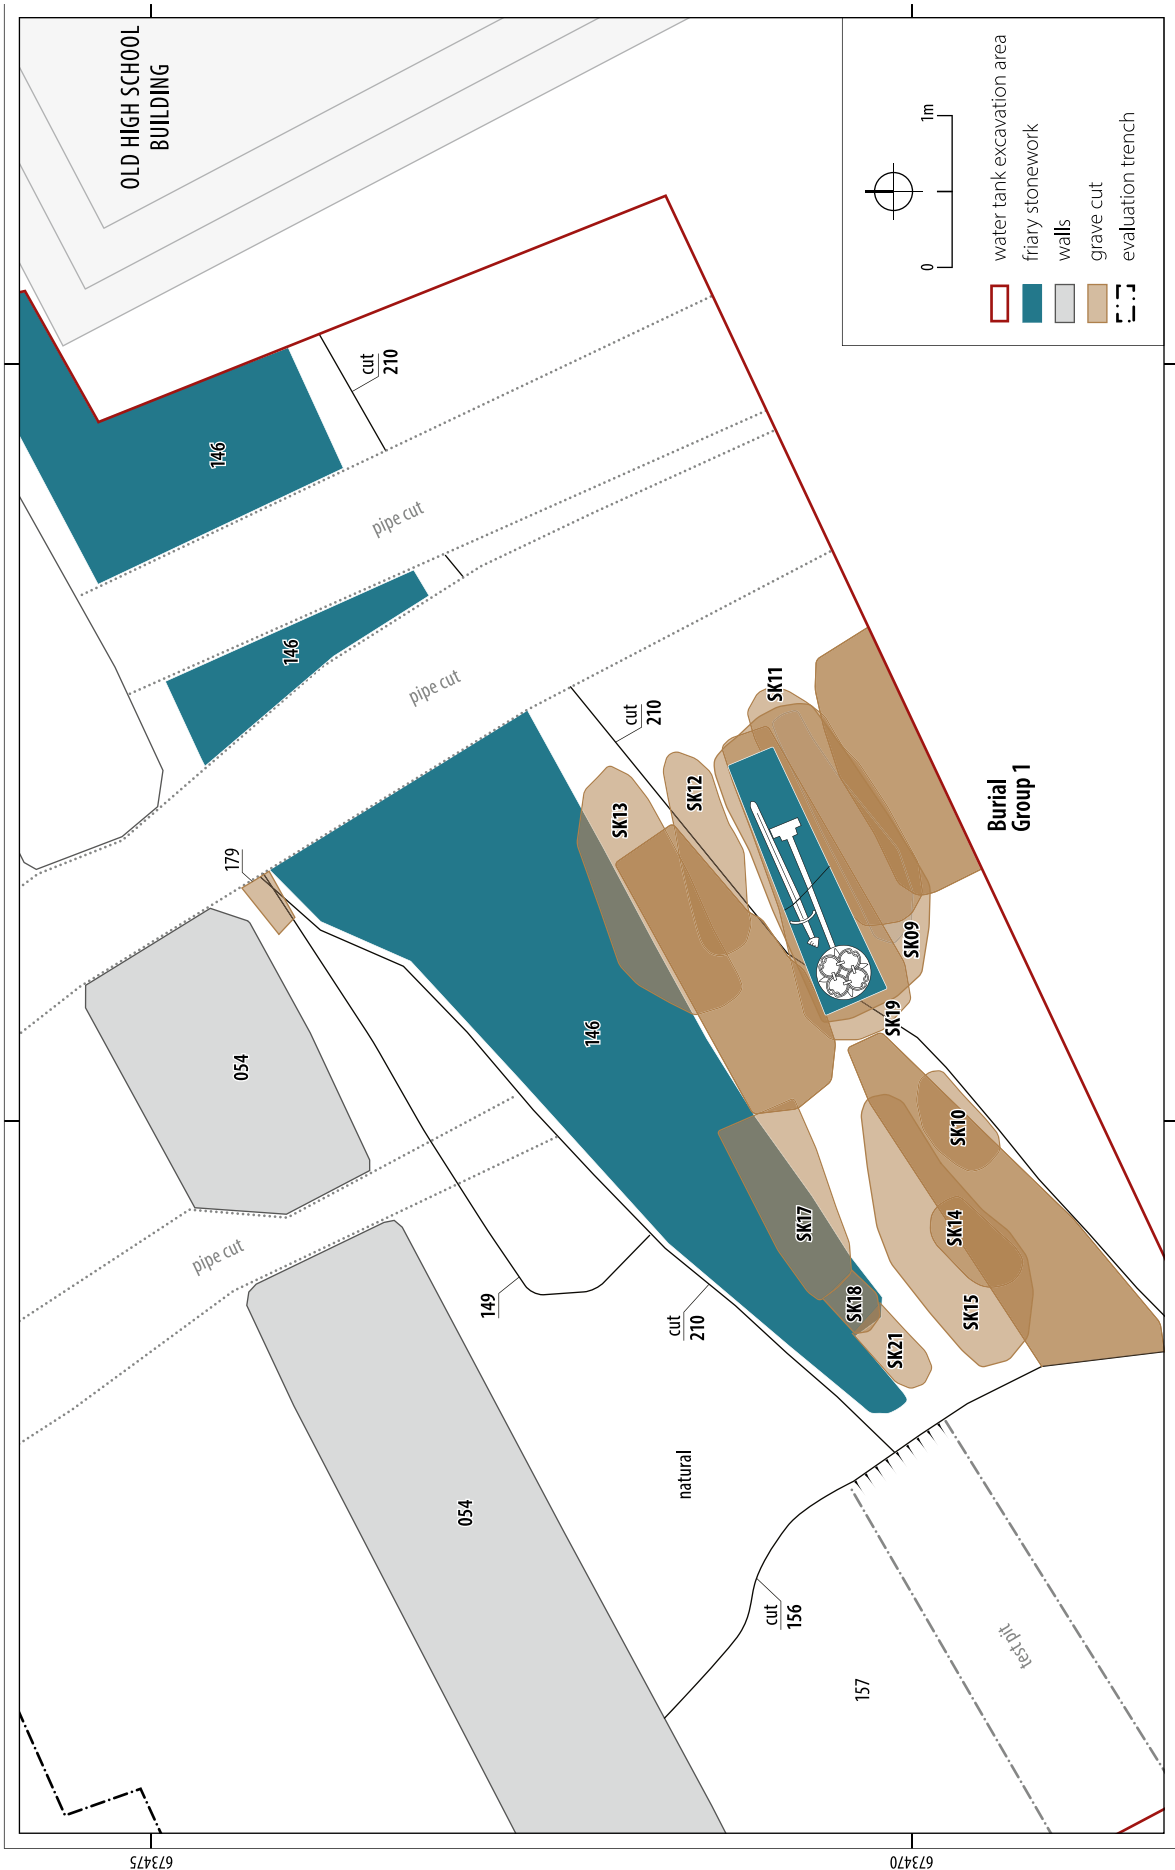 OLD HIGH SCHOOL
BUILDING
146
cut
210
pipe cut
146
pipe cut
cut
210
179
054
146
pipe cut
149
cut
210
054
natural
cut
156
157
test pit
SK13
SK12
SK11
SK09
SK19
SK10
SK14
SK15
SK17
SK18
SK21
Burial
Group 1
0
1m
water tank excavation area
friary stonework
walls
grave cut
evaluation trench
673475
673470